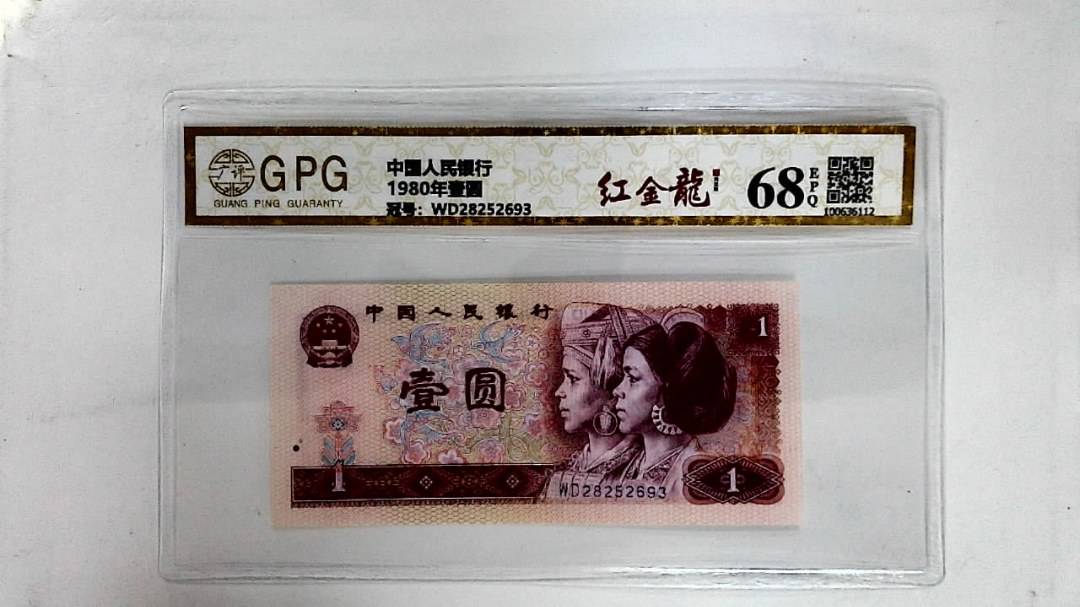 广评
GPG
GUANG PING GUARANTY
中国人民银行
1980年壹圆
冠号: WD28252693
红金龍
68
EPQ
100636112
中国人民银行
1
壹圆
1
WD28252693
1